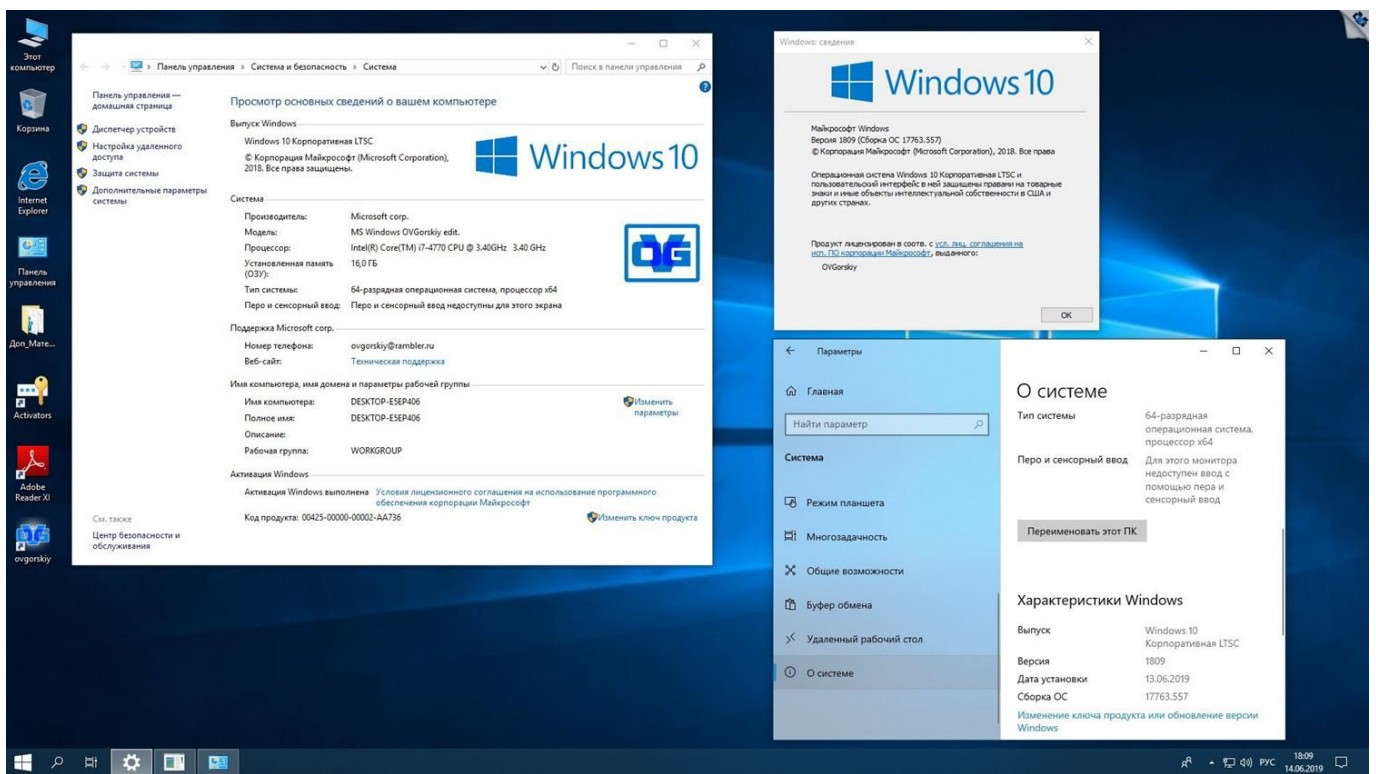 Этот
компьютер
Корзина
Internet
Explorer
Панель
управления
Доп_Мате...
Activators
Adobe
Reader XI
ovgorskiy
Панель управления › Система и безопасность › Система
Поиск в панели управления
Панель управления —
домашняя страница
Диспетчер устройств
Настройка удаленного
доступа
Защита системы
Дополнительные параметры
системы
См. также
Центр безопасности и
обслуживания
Просмотр основных сведений о вашем компьютере
Выпуск Windows
Windows 10 Корпоративная LTSC
© Корпорация Майкрософт (Microsoft Corporation),
2018. Все права защищены.
Windows 10
Система
Производитель: Microsoft corp.
Модель: MS Windows OVGorskiy edit.
Процессор: Intel(R) Core(TM) i7-4770 CPU @ 3.40GHz 3.40 GHz
Установленная память
(ОЗУ): 16,0 ГБ
Тип системы: 64-разрядная операционная система, процессор x64
Перо и сенсорный ввод: Перо и сенсорный ввод недоступны для этого экрана
OVG
Поддержка Microsoft corp.
Номер телефона: ovgorskiy@rambler.ru
Веб-сайт: Техническая поддержка
Имя компьютера, имя домена и параметры рабочей группы
Имя компьютера: DESKTOP-E5EP406
Изменить
параметры
Полное имя: DESKTOP-E5EP406
Описание:
Рабочая группа: WORKGROUP
Активация Windows
Активация Windows выполнена Условия лицензионного соглашения на использование программного
обеспечения корпорации Майкрософт
Код продукта: 00425-00000-00002-AA736
Изменить ключ продукта
Windows: сведения
Windows 10
Майкрософт Windows
Версия 1809 (Сборка ОС 17763.557)
© Корпорация Майкрософт (Microsoft Corporation), 2018. Все права
Операционная система Windows 10 Корпоративная LTSC и
пользовательский интерфейс в ней защищены правами на товарные
знаки и иные объекты интеллектуальной собственности в США и
других странах.
Продукт лицензирован в соотв. с усл. лиц. соглашения на
исп. ПО корпорации Майкрософт, выданного:
OVGorskiy
ОК
Параметры
Главная
Найти параметр
Система
Режим планшета
Многозадачность
Общие возможности
Буфер обмена
Удаленный рабочий стол
О системе
О системе
Тип системы 64-разрядная
операционная система,
процессор x64
Перо и сенсорный ввод Для этого монитора
недоступен ввод с
помощью пера и
сенсорный ввод
Переименовать этот ПК
Характеристики Windows
Выпуск Windows 10
Корпоративная LTSC
Версия 1809
Дата установки 13.06.2019
Сборка ОС 17763.557
Изменение ключа продукта или обновление версии
Windows
РУС
18:09
14.06.2019